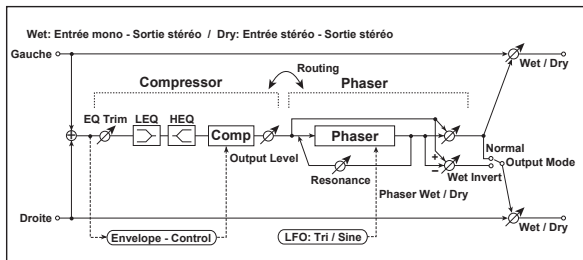 Wet: Entrée mono - Sortie stéréo / Dry: Entrée stéréo - Sortie stéréo
Gauche
Wet / Dry
Routing
Compressor
Phaser
EQ Trim
LEQ
HEQ
Comp
Output Level
Phaser
Resonance
+
−
Wet Invert
Normal
Output Mode
Phaser Wet / Dry
Droite
Wet / Dry
Envelope - Control
LFO: Tri / Sine